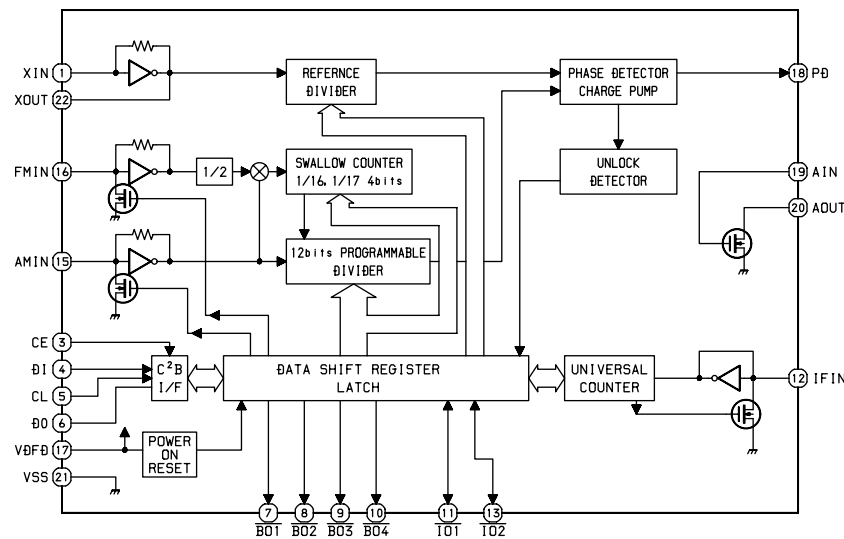 XIN 1
XOUT 22
REFERNCE
DIVIDER
PHASE DETECTOR
CHARGE PUMP
18 PD
FMIN 16
1/2
SWALLOW COUNTER
1/16, 1/17 4bits
UNLOCK
DETECTOR
19 AIN
20 AOUT
AMIN 15
12bits PROGRAMMABLE
DIVIDER
CE 3
DI 4
CL 5
DO 6
VDFD 17
VSS 21
C²B
I/F
DATA SHIFT REGISTER
LATCH
UNIVERSAL
COUNTER
12 IFIN
POWER
ON
RESET
7 8 9 10 11 13
BO1 BO2 BO3 BO4 IO1 IO2